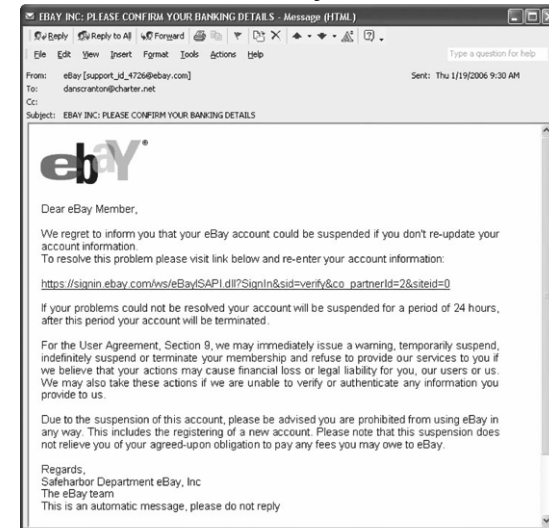 EBAY INC: PLEASE CONFIRM YOUR BANKING DETAILS - Message (HTML)
Reply Reply to All Forward
File Edit View Insert Format Tools Actions Help Type a question for help
From: eBay [support_id_4726@ebay.com] Sent: Thu 1/19/2006 9:30 AM
To: danscranton@charter.net
Cc:
Subject: EBAY INC: PLEASE CONFIRM YOUR BANKING DETAILS
ebaY®
Dear eBay Member,
We regret to inform you that your eBay account could be suspended if you don't re-update your
account information.
To resolve this problem please visit link below and re-enter your account information:
https://signin.ebay.com/ws/eBayISAPI.dll?SignIn&sid=verify&co_partnerId=2&siteid=0
If your problems could not be resolved your account will be suspended for a period of 24 hours,
after this period your account will be terminated.
For the User Agreement, Section 9, we may immediately issue a warning, temporarily suspend,
indefinitely suspend or terminate your membership and refuse to provide our services to you if
we believe that your actions may cause financial loss or legal liability for you, our users or us.
We may also take these actions if we are unable to verify or authenticate any information you
provide to us.
Due to the suspension of this account, please be advised you are prohibited from using eBay in
any way. This includes the registering of a new account. Please note that this suspension does
not relieve you of your agreed-upon obligation to pay any fees you may owe to eBay.
Regards,
Safeharbor Department eBay, Inc
The eBay team
This is an automatic message, please do not reply